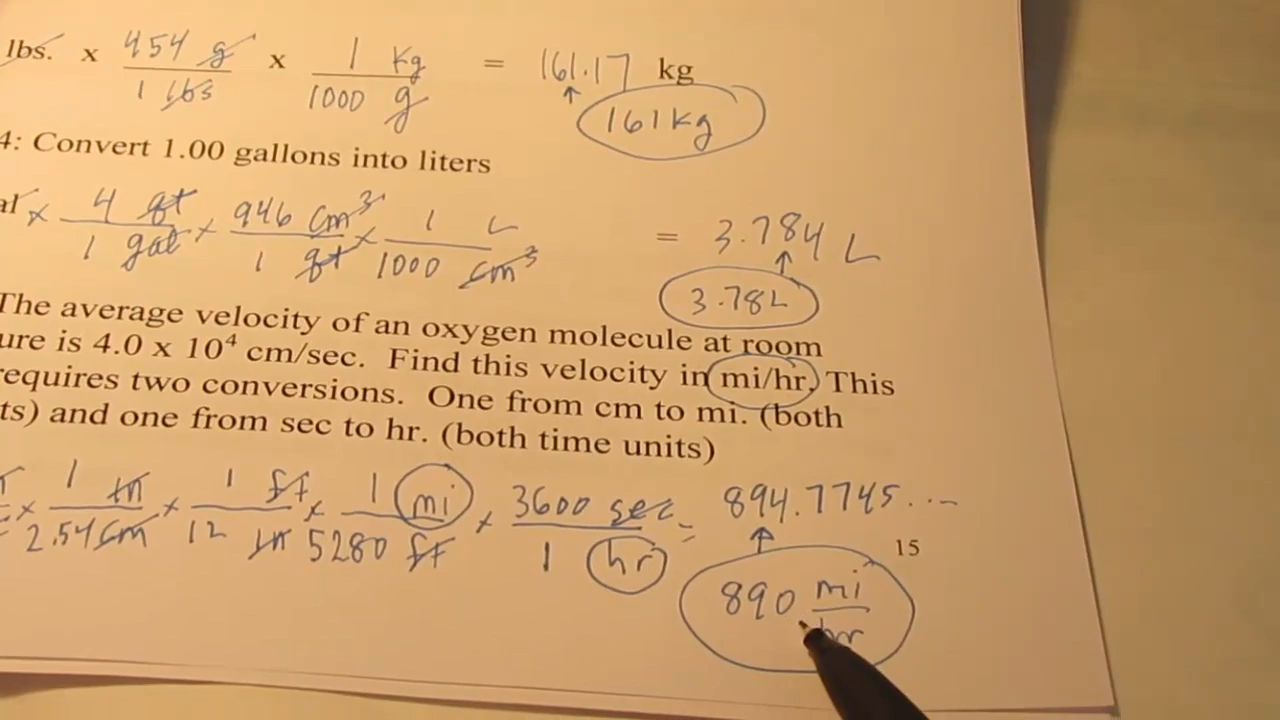 lbs. x 454 g / 1 lbs x 1 kg / 1000 g = 161.17 kg
161 kg
4: Convert 1.00 gallons into liters
al x 4 qt / 1 gal x 946 cm³ / 1 qt x 1 L / 1000 cm³ = 3.784 L
3.78 L
The average velocity of an oxygen molecule at room
ure is 4.0 x 10⁴ cm/sec. Find this velocity in mi/hr. This
requires two conversions. One from cm to mi. (both
ts) and one from sec to hr. (both time units)
x 1 in / 2.54 cm x 1 ft / 12 in x 1 mi / 5280 ft x 3600 sec / 1 hr = 894.7745...
15
890 mi / hr